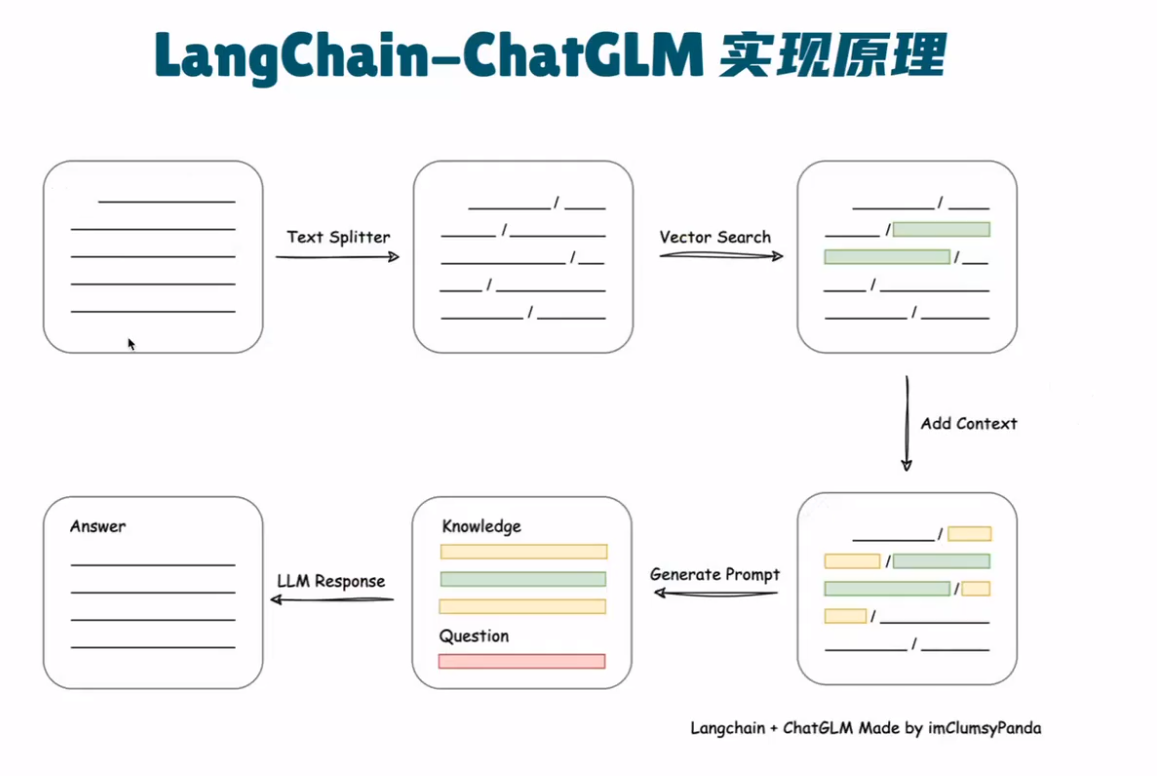 LangChain-ChatGLM 实现原理
Text Splitter
Vector Search
Add Context
Generate Prompt
Knowledge
Question
LLM Response
Answer
Langchain + ChatGLM Made by imClumsyPanda